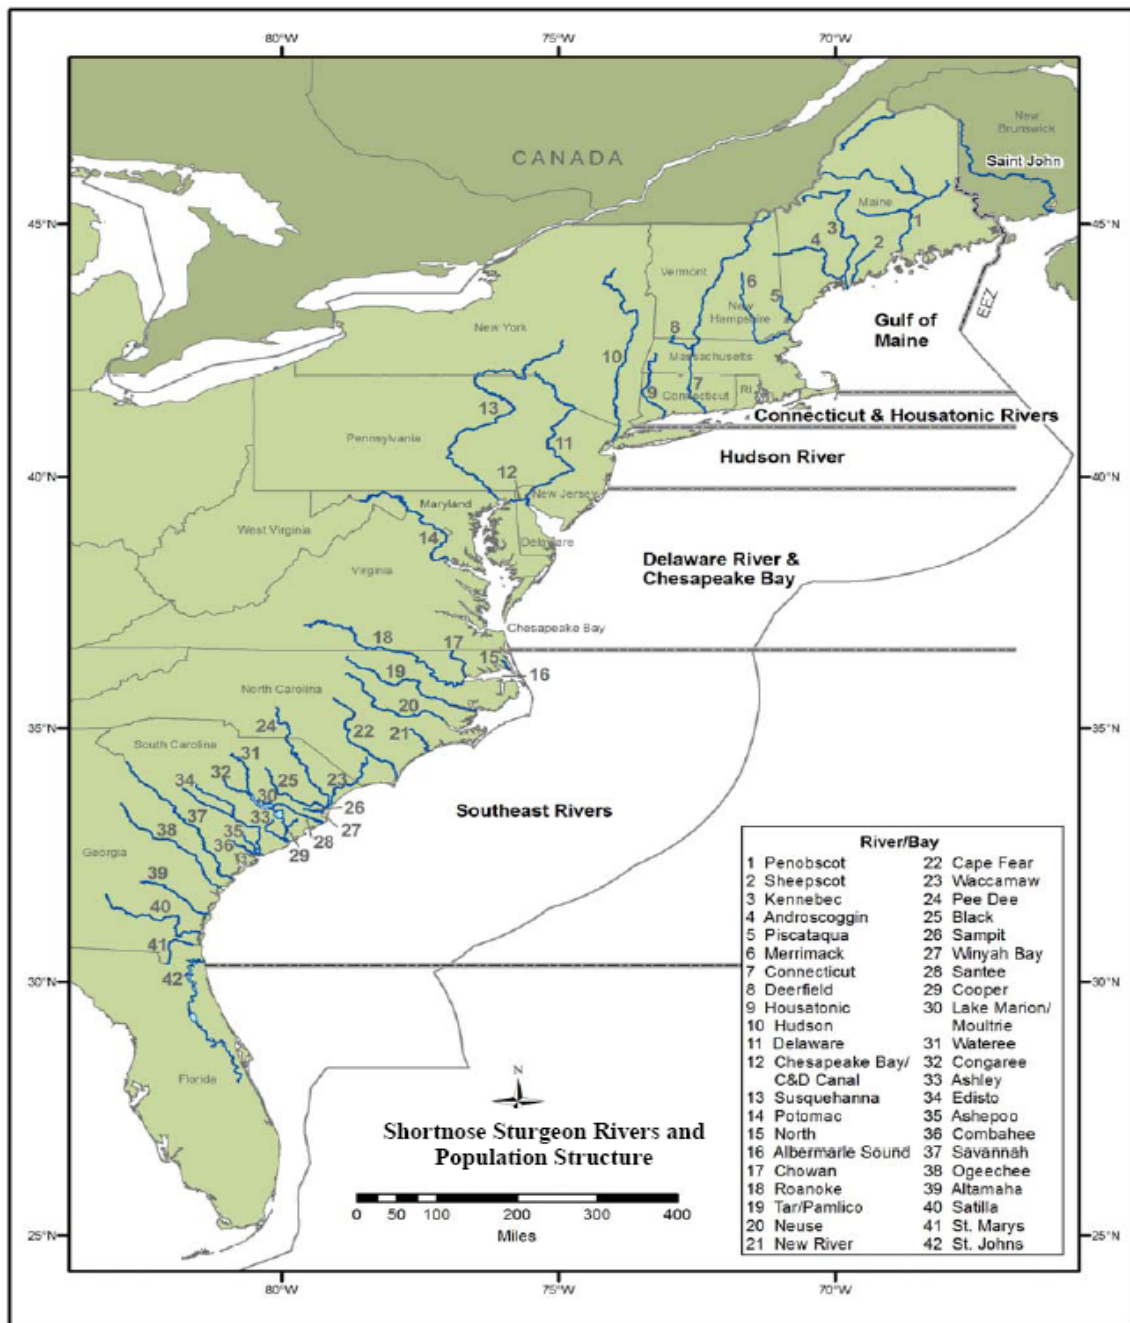 80°W 75°W 70°W
CANADA
New
Brunswick
Saint John
45°N 45°N
Maine
1
2
3
4
Vermont
6
5
New
Hampshire
EEZ
Gulf of
Maine
New York
8
10
Massachusetts
9
7
Connecticut
RI
Connecticut & Housatonic Rivers
13
Pennsylvania
11
Hudson River
40°N 40°N
12
New Jersey
Maryland
West Virginia
14
Delaware
Delaware River &
Chesapeake Bay
Virginia
Chesapeake Bay
18
17
15
16
19
North Carolina
20
24
22
21
35°N 35°N
South Carolina
31
34
32
25
23
30
26
Southeast Rivers
37
33
27
38
35
28
36
29
Georgia
39
40
41
42
30°N 30°N
Florida
N
Shortnose Sturgeon Rivers and
Population Structure
0 50 100 200 300 400
Miles
25°N 25°N
80°W 75°W 70°W
River/Bay
1 Penobscot
2 Sheepscot
3 Kennebec
4 Androscoggin
5 Piscataqua
6 Merrimack
7 Connecticut
8 Deerfield
9 Housatonic
10 Hudson
11 Delaware
12 Chesapeake Bay/
C&D Canal
13 Susquehanna
14 Potomac
15 North
16 Albermarle Sound
17 Chowan
18 Roanoke
19 Tar/Pamlico
20 Neuse
21 New River
22 Cape Fear
23 Waccamaw
24 Pee Dee
25 Black
26 Sampit
27 Winyah Bay
28 Santee
29 Cooper
30 Lake Marion/
Moultrie
31 Wateree
32 Congaree
33 Ashley
34 Edisto
35 Ashepoo
36 Combahee
37 Savannah
38 Ogeechee
39 Altamaha
40 Satilla
41 St. Marys
42 St. Johns